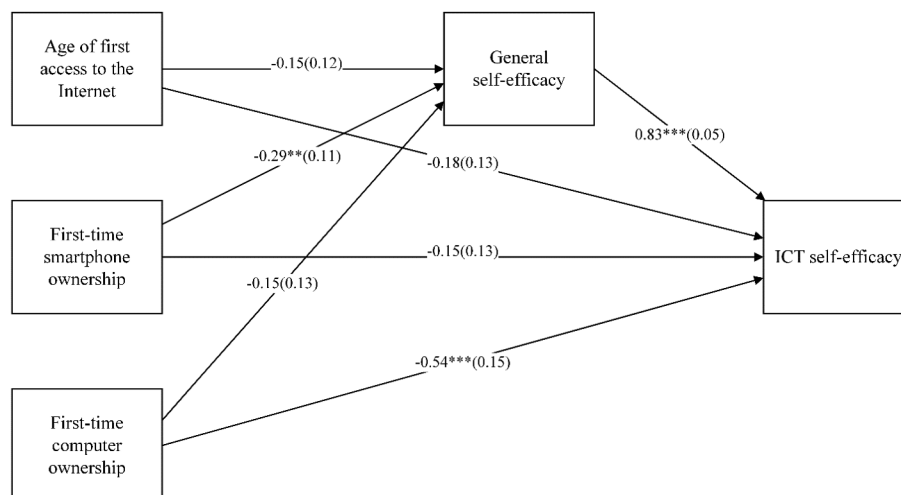 Age of first
access to the
Internet
-0.15(0.12)
General
self-efficacy
0.83***(0.05)
-0.29**(0.11)
-0.18(0.13)
First-time
smartphone
ownership
-0.15(0.13)
ICT self-efficacy
-0.15(0.13)
-0.54***(0.15)
First-time
computer
ownership